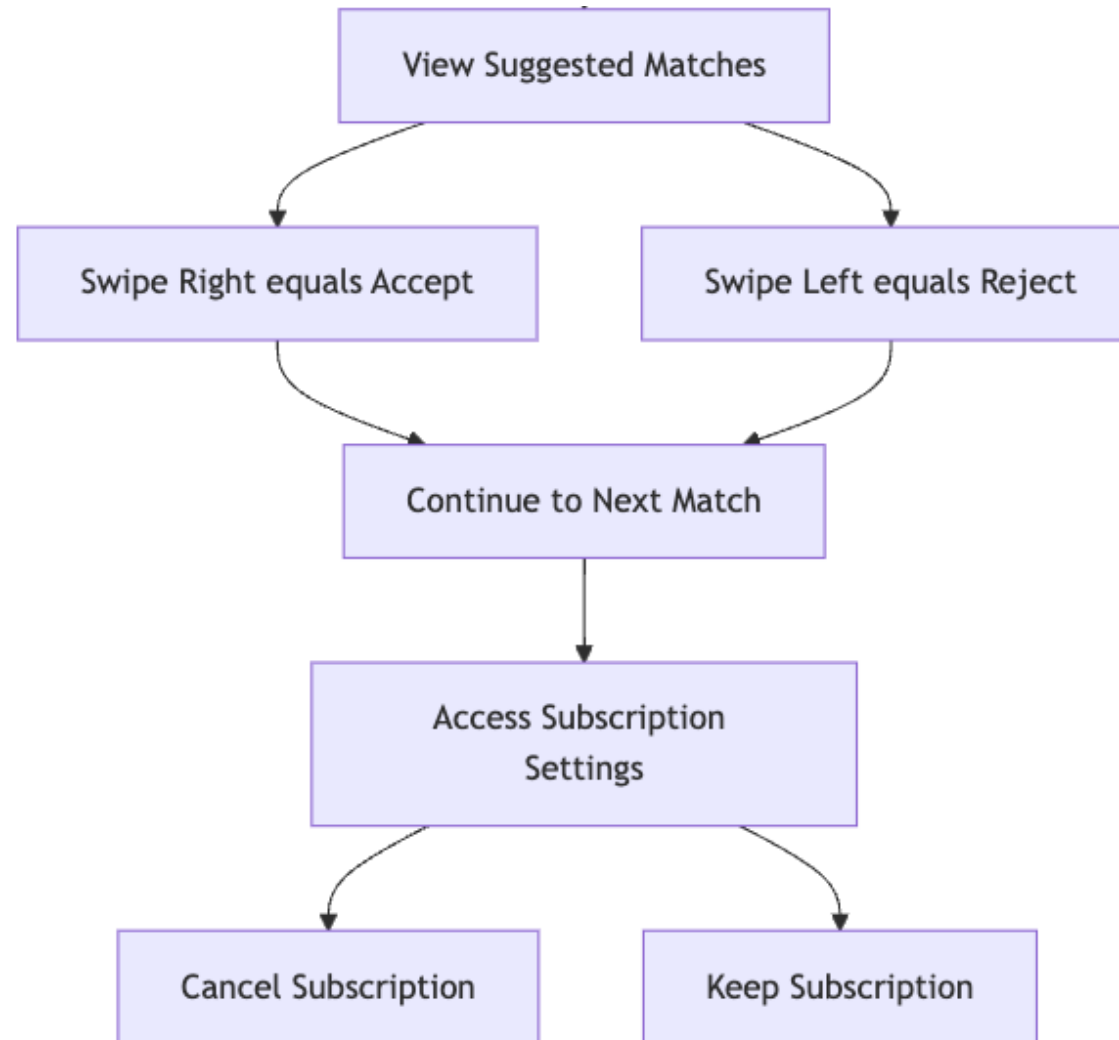 View Suggested Matches
Swipe Right equals Accept
Swipe Left equals Reject
Continue to Next Match
Access Subscription
Settings
Cancel Subscription
Keep Subscription